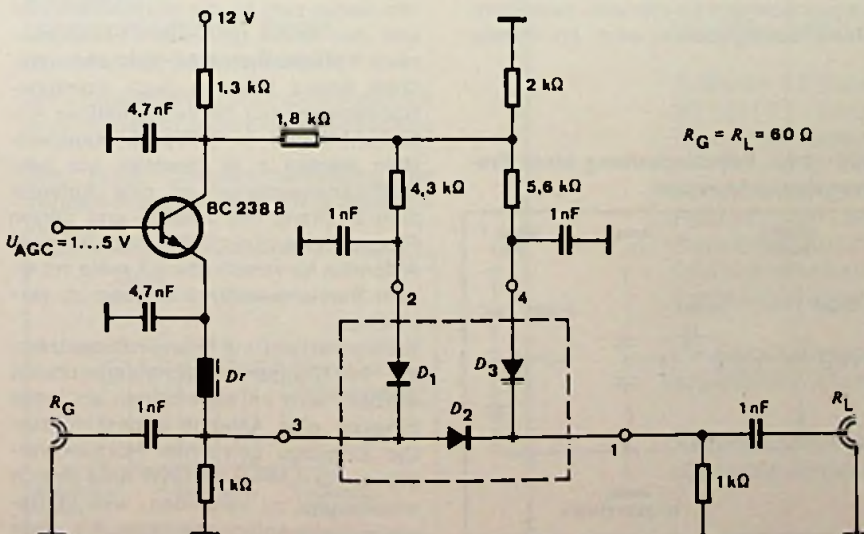 12 V
1,3 kΩ
2 kΩ
4,7 nF
1,8 kΩ
R_G = R_L = 60 Ω
4,3 kΩ
5,6 kΩ
BC 238 B
1 nF
1 nF
U_AGC = 1...5 V
2
4
4,7 nF
D1
D3
Dr
D2
R_G
1 nF
3
1
1 nF
R_L
1 kΩ
1 kΩ